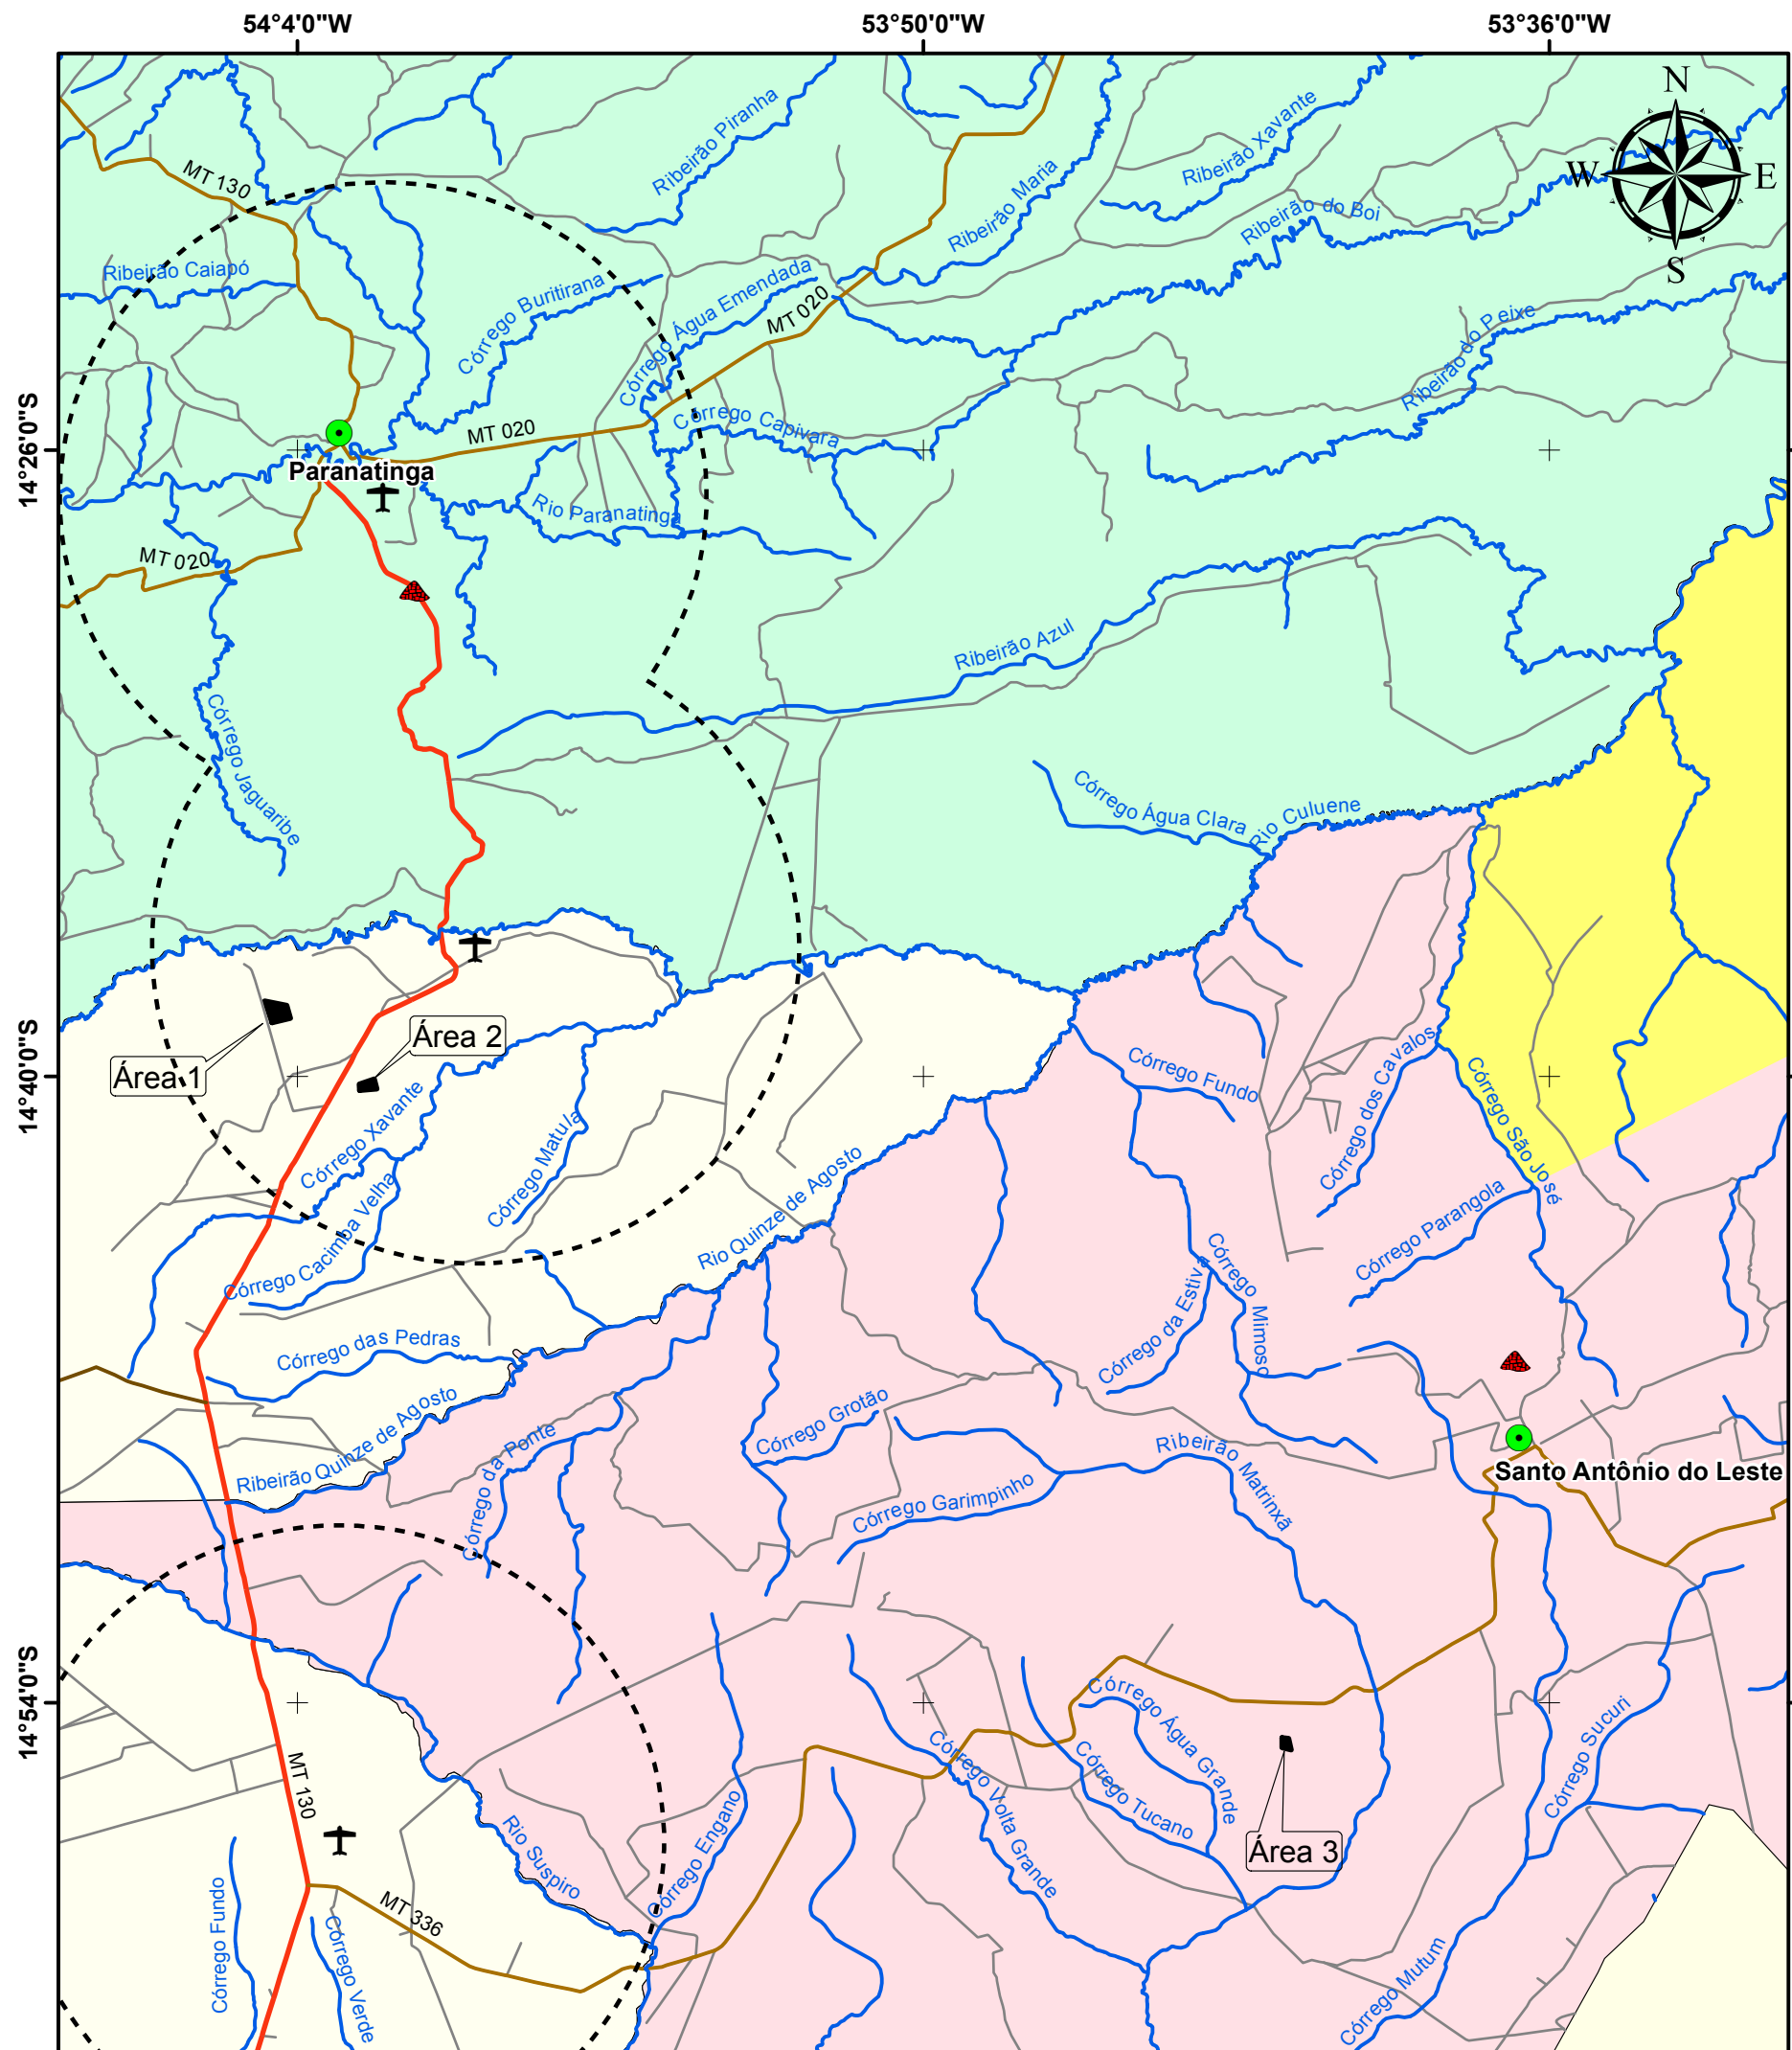 54°4'0"W
53°50'0"W
53°36'0"W
N
W
E
S
MT 130
Ribeirão Piranha
Ribeirão Xavante
Ribeirão Maria
Ribeirão do Boi
Ribeirão Caiapó
Córrego Buritirana
Córrego Água Emendada
MT 020
Ribeirão do Peixe
14°26'0"S
Córrego Capivara
MT 020
Paranatinga
Rio Paranatinga
MT 020
Ribeirão Azul
Córrego Jaguaribe
Córrego Água Clara
Rio Culuene
Área 1
Área 2
14°40'0"S
Córrego Fundo
Córrego dos Cavalos
Córrego São José
Córrego Xavante
Córrego Matula
Córrego Cacimba Velha
Rio Quinze de Agosto
Córrego Parangola
Córrego da Estiva
Córrego Mimoso
Córrego das Pedras
Ribeirão Quinze de Agosto
Córrego da Ponte
Córrego Grotão
Córrego Garimpinho
Ribeirão Matrinxã
Santo Antônio do Leste
14°54'0"S
MT 130
Córrego Água Grande
Córrego Volta Grande
Córrego Tucano
Córrego Sucuri
Área 3
Córrego Engano
Rio Suspiro
MT 336
Córrego Fundo
Córrego Verde
Córrego Mutum